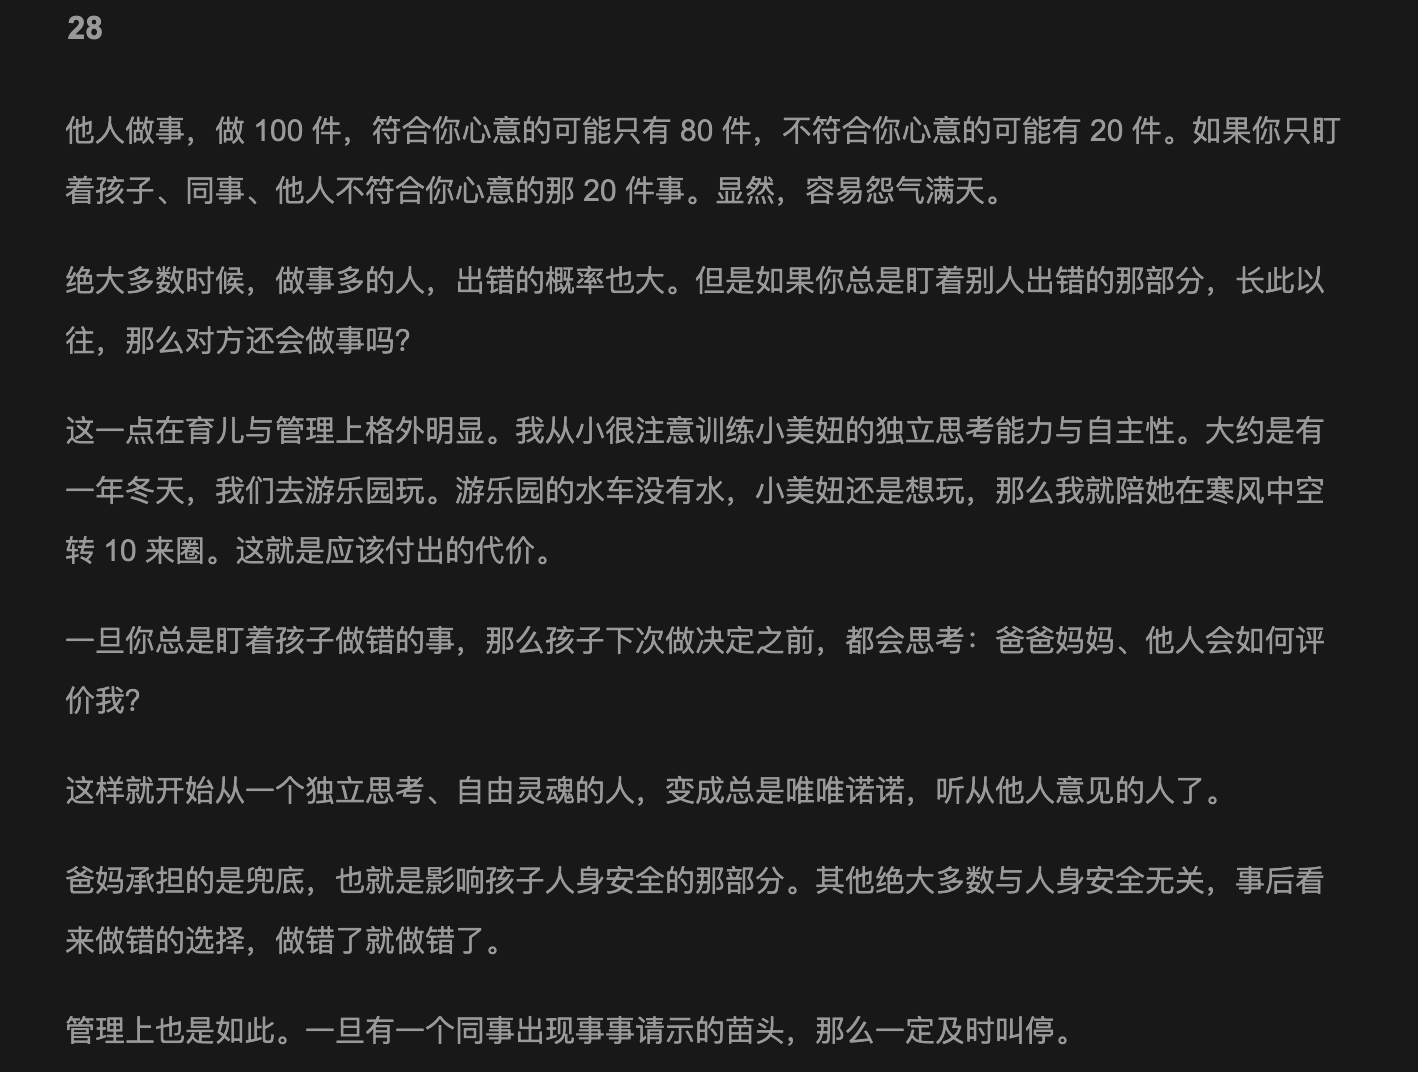 28
他人做事，做 100 件，符合你心意的可能只有 80 件，不符合你心意的可能有 20 件。如果你只盯
着孩子、同事、他人不符合你心意的那 20 件事。显然，容易怨气满天。
绝大多数时候，做事多的人，出错的概率也大。但是如果你总是盯着别人出错的那部分，长此以
往，那么对方还会做事吗？
这一点在育儿与管理上格外明显。我从小很注意训练小美妞的独立思考能力与自主性。大约是有
一年冬天，我们去游乐园玩。游乐园的水车没有水，小美妞还是想玩，那么我就陪她在寒风中空
转 10 来圈。这就是应该付出的代价。
一旦你总是盯着孩子做错的事，那么孩子下次做决定之前，都会思考：爸爸妈妈、他人会如何评
价我？
这样就开始从一个独立思考、自由灵魂的人，变成总是唯唯诺诺，听从他人意见的人了。
爸妈承担的是兜底，也就是影响孩子人身安全的那部分。其他绝大多数与人身安全无关，事后看
来做错的选择，做错了就做错了。
管理上也是如此。一旦有一个同事出现事事请示的苗头，那么一定及时叫停。